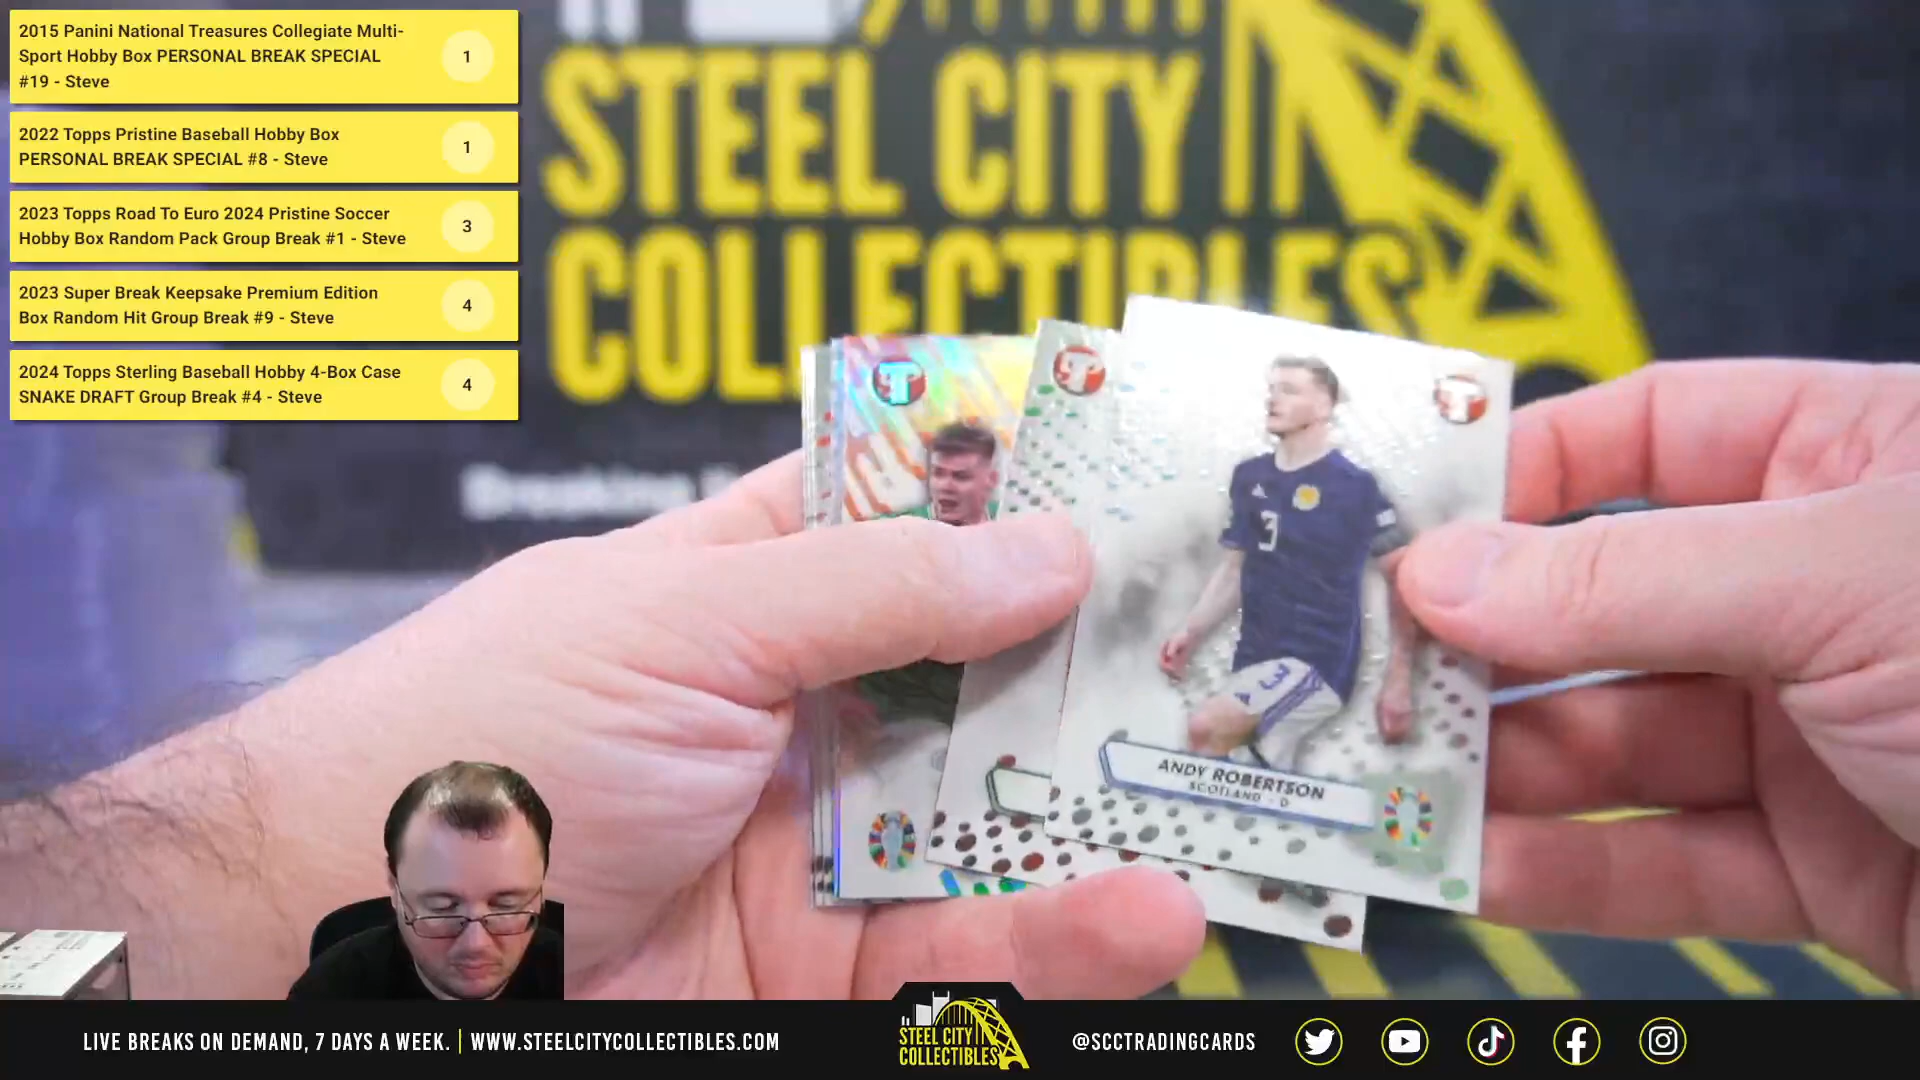 2015 Panini National Treasures Collegiate Multi-
Sport Hobby Box PERSONAL BREAK SPECIAL
#19 - Steve
1
2022 Topps Pristine Baseball Hobby Box
PERSONAL BREAK SPECIAL #8 - Steve
1
2023 Topps Road To Euro 2024 Pristine Soccer
Hobby Box Random Pack Group Break #1 - Steve
3
2023 Super Break Keepsake Premium Edition
Box Random Hit Group Break #9 - Steve
4
2024 Topps Sterling Baseball Hobby 4-Box Case
SNAKE DRAFT Group Break #4 - Steve
4
STEEL CITY
COLLECTIBLES
Breaking
T
T
T
3
3
ANDY ROBERTSON
SCOTLAND - D
LIVE BREAKS ON DEMAND, 7 DAYS A WEEK. | WWW.STEELCITYCOLLECTIBLES.COM
STEEL CITY
COLLECTIBLES
@SCCTRADINGCARDS